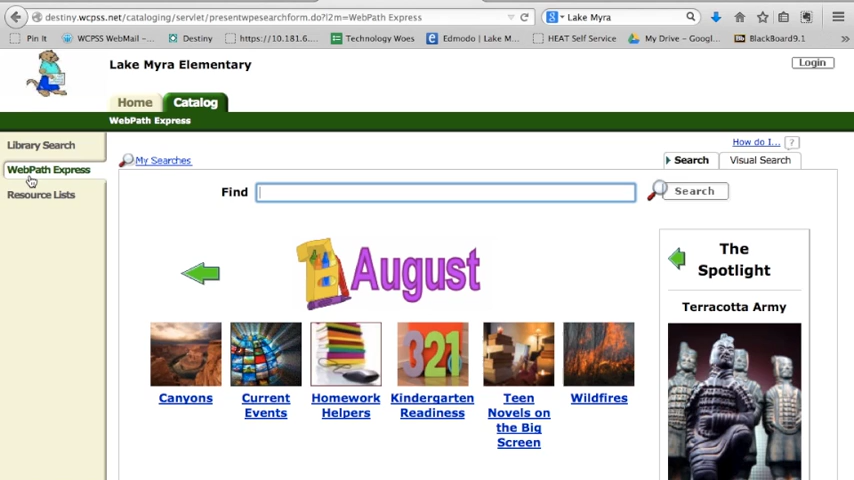 destiny.wcpss.net/cataloging/servlet/presentwpesearchform.do?l2m=WebPath Express
Lake Myra
Pin It
WCPSS WebMail –...
Destiny
https://10.181.6....
Technology Woes
Edmodo | Lake M...
HEAT Self Service
My Drive – Googl...
BlackBoard9.1
Lake Myra Elementary
Login
Home
Catalog
WebPath Express
Library Search
WebPath Express
Resource Lists
How do I...
?
My Searches
Search
Visual Search
Find
Search
August
The
Spotlight
Terracotta Army
321
Canyons
Current
Events
Homework
Helpers
Kindergarten
Readiness
Teen
Novels on
the Big
Screen
Wildfires